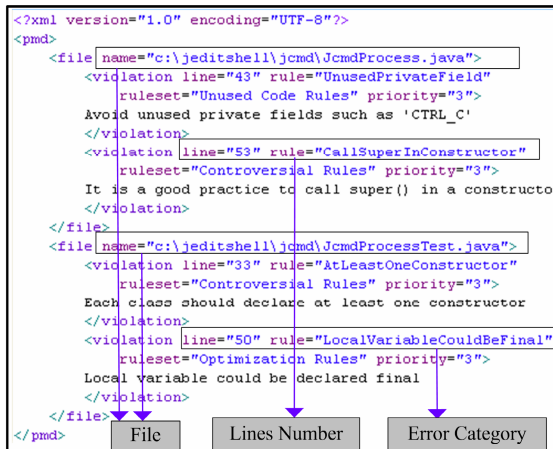 <?xml version="1.0" encoding="UTF-8"?>
<pmd>
<file name="c:\jeditshell\jcmd\JcmdProcess.java">
<violation line="43" rule="UnusedPrivateField"
ruleset="Unused Code Rules" priority="3">
Avoid unused private fields such as 'CTRL_C'
</violation>
<violation line="53" rule="CallSuperInConstructor"
ruleset="Controversial Rules" priority="3">
It is a good practice to call super() in a constructo
</violation>
</file>
<file name="c:\jeditshell\jcmd\JcmdProcessTest.java">
<violation line="33" rule="AtLeastOneConstructor"
ruleset="Controversial Rules" priority="3">
Each class should declare at least one constructor
</violation>
<violation line="50" rule="LocalVariableCouldBeFinal"
ruleset="Optimization Rules" priority="3">
Local variable could be declared final
</violation>
</file>
</pmd>
File
Lines Number
Error Category